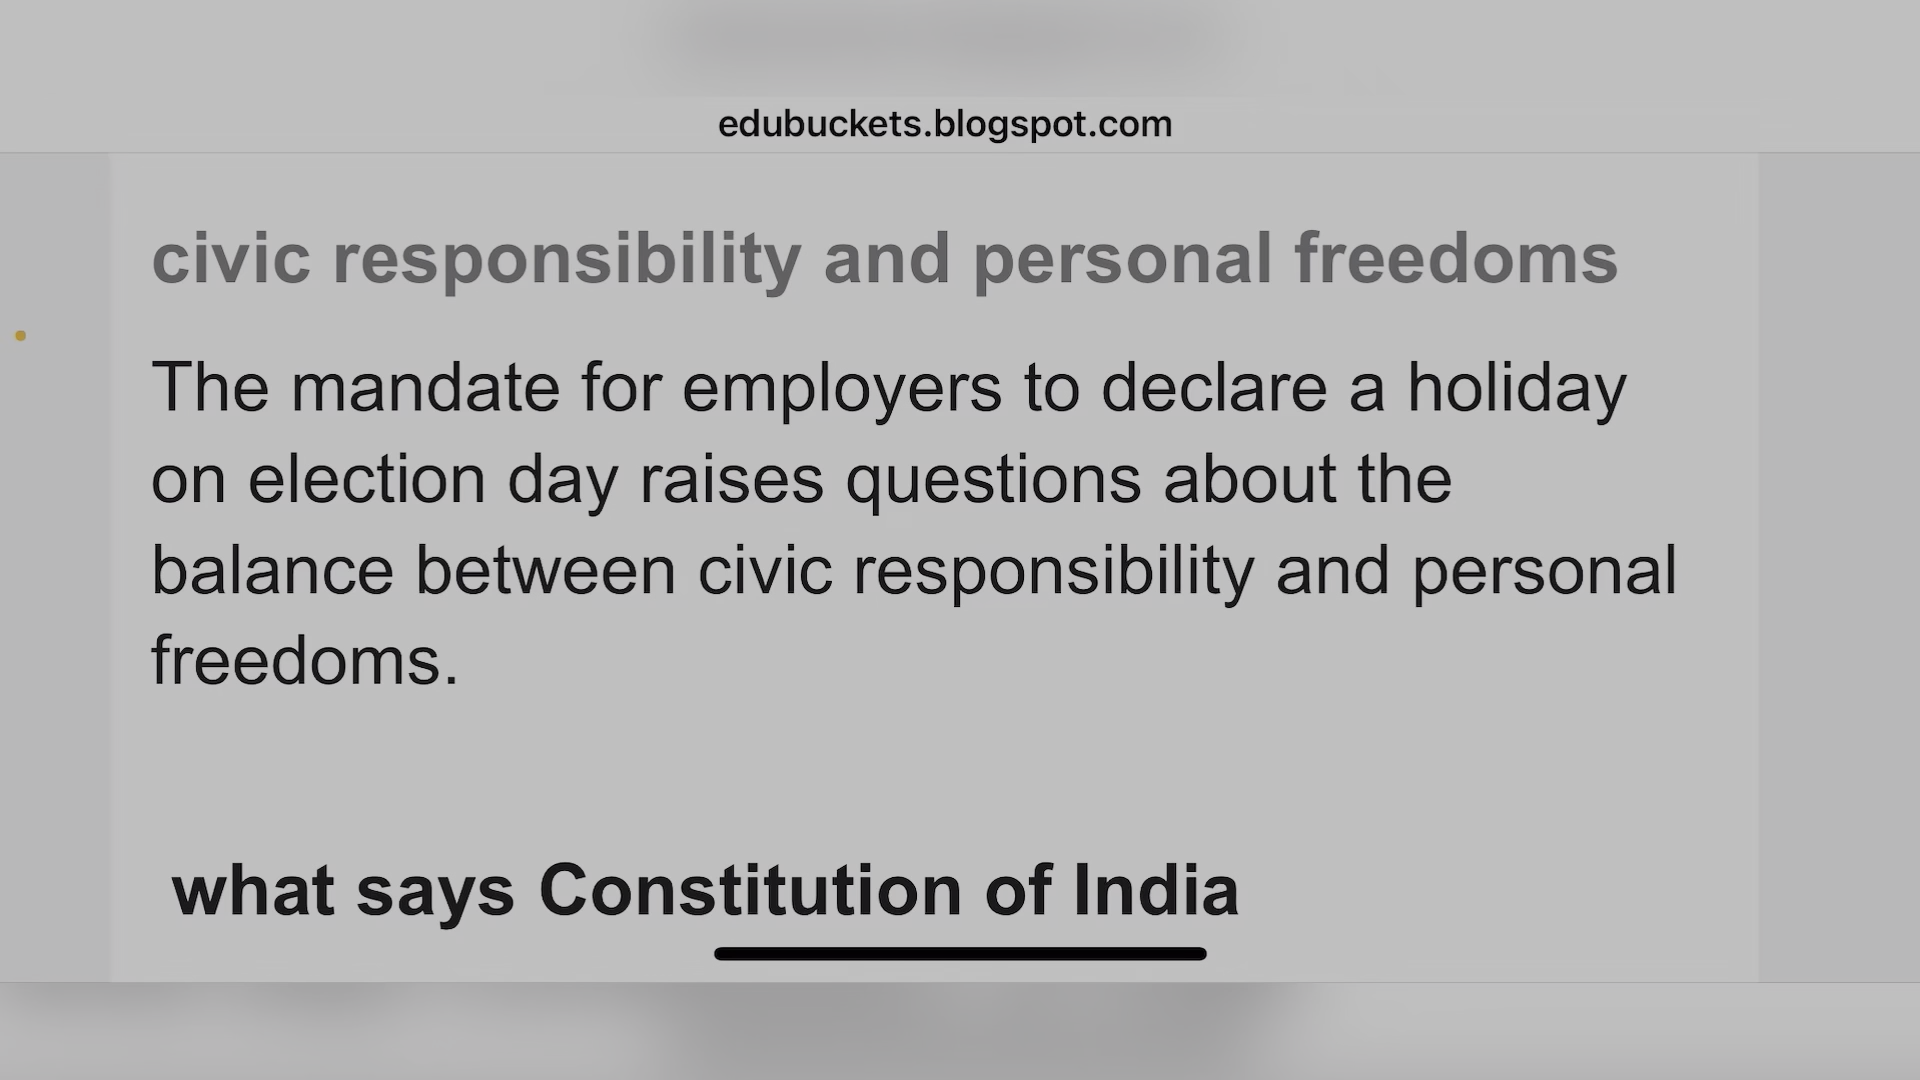 edubuckets.blogspot.com
civic responsibility and personal freedoms
The mandate for employers to declare a holiday
on election day raises questions about the
balance between civic responsibility and personal
freedoms.
what says Constitution of India